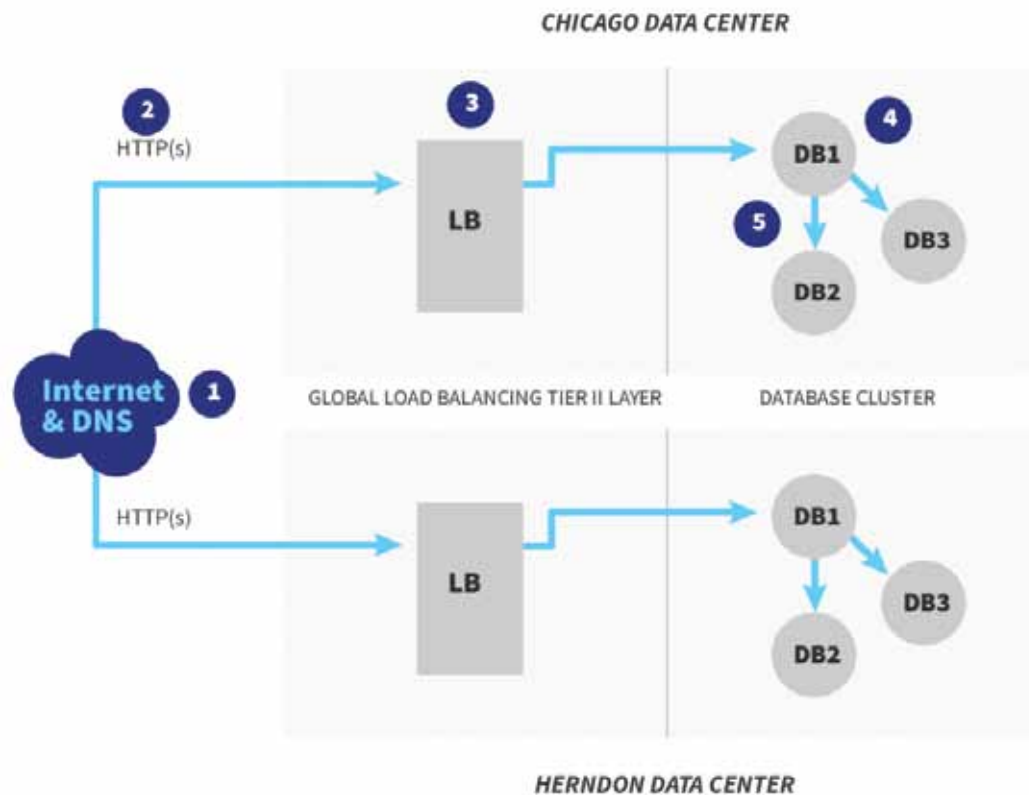 CHICAGO DATA CENTER
2
HTTP(s)
3
LB
DB1
4
5
DB3
DB2
Internet
& DNS
1
GLOBAL LOAD BALANCING TIER II LAYER
DATABASE CLUSTER
HTTP(s)
LB
DB1
DB3
DB2
HERNDON DATA CENTER